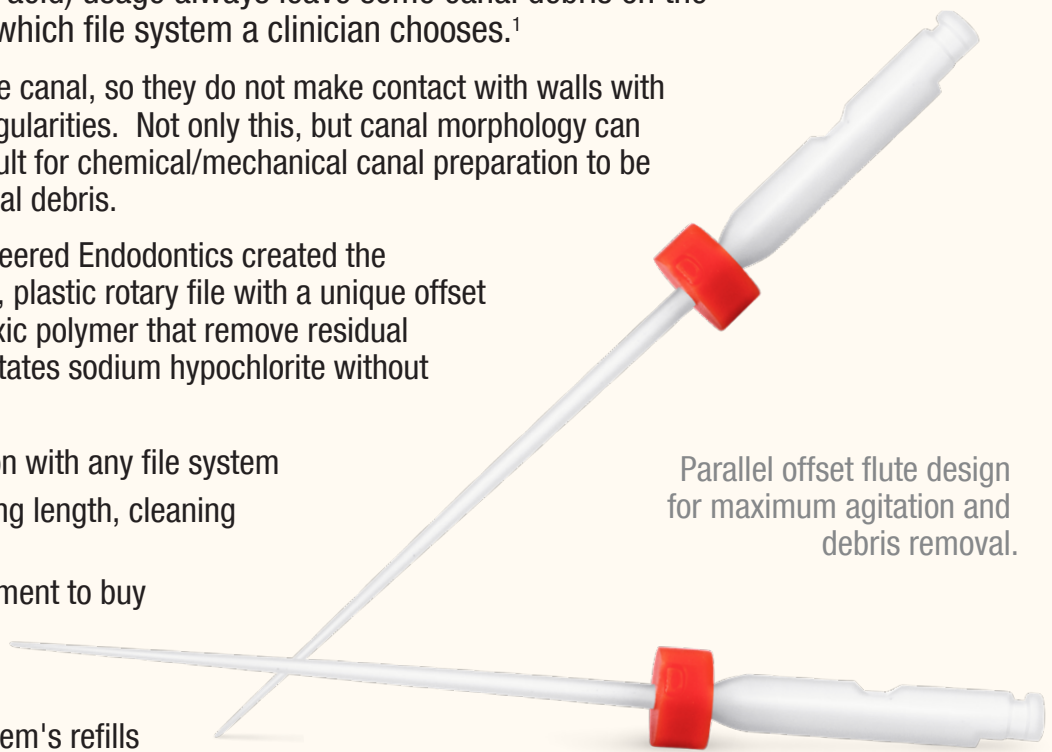 acid) usage always leave some canal debris on the
which file system a clinician chooses.¹
e canal, so they do not make contact with walls with
gularities.  Not only this, but canal morphology can
ult for chemical/mechanical canal preparation to be
al debris.
eered Endodontics created the
, plastic rotary file with a unique offset
xic polymer that remove residual
tates sodium hypochlorite without
on with any file system
ng length, cleaning
ment to buy
em's refills
Parallel offset flute design
for maximum agitation and
debris removal.